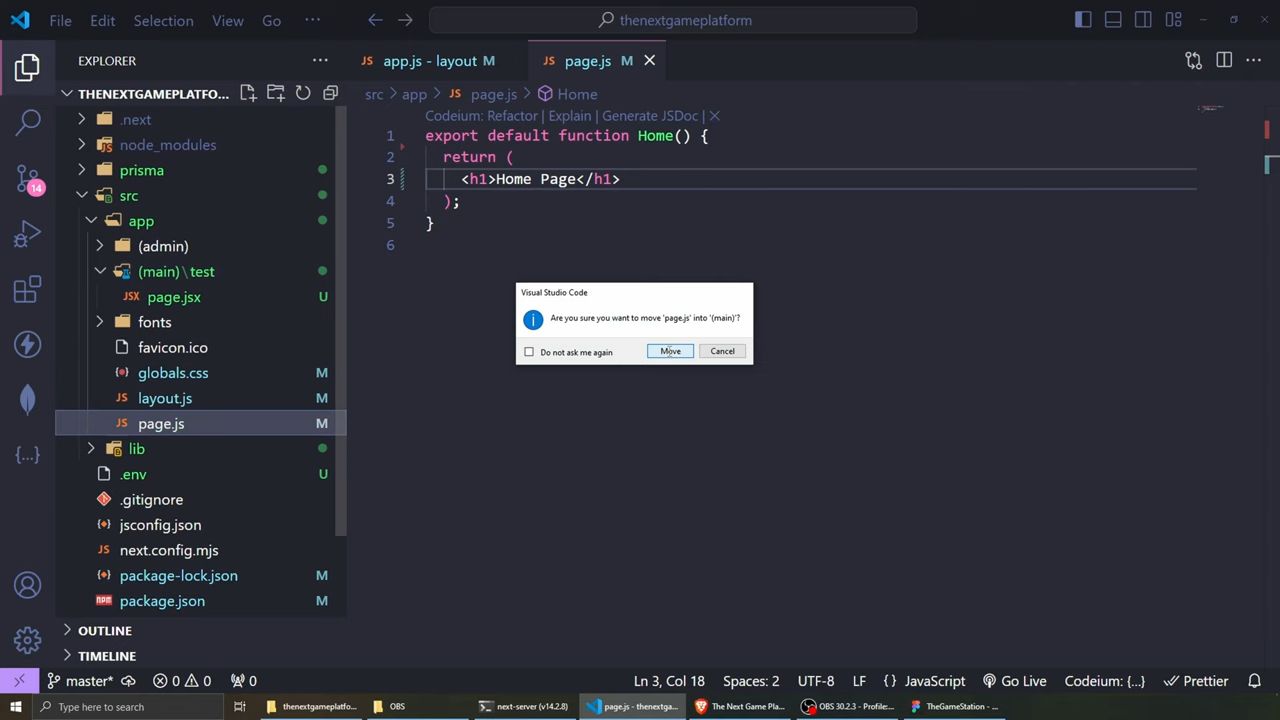 File Edit Selection View Go ···
thenextgameplatform
EXPLORER
app.js - layout M
JS page.js M
THENEXTGAMEPLATFO...
src app JS page.js Home
.next
node_modules
prisma
src
app
(admin)
(main)\test
JSX page.jsx U
fonts
favicon.ico
globals.css M
JS layout.js M
JS page.js M
lib
.env U
.gitignore
jsconfig.json
next.config.mjs
package-lock.json M
package.json M
OUTLINE
TIMELINE
14
Codeium: Refactor | Explain | Generate JSDoc | X
1 export default function Home() {
2 return (
3 <h1>Home Page</h1>
4 );
5 }
6
Visual Studio Code
Are you sure you want to move 'page.js' into '(main)'?
Do not ask me again Move Cancel
master* 0 0 0 Ln 3, Col 18 Spaces: 2 UTF-8 LF {} JavaScript Go Live Codeium: {...} Prettier
Type here to search thenextgameplatfo... OBS next-server (v14.2.8) page.js - thenextga... The Next Game Pla... OBS 30.2.3 - Profile:... TheGameStation - ...